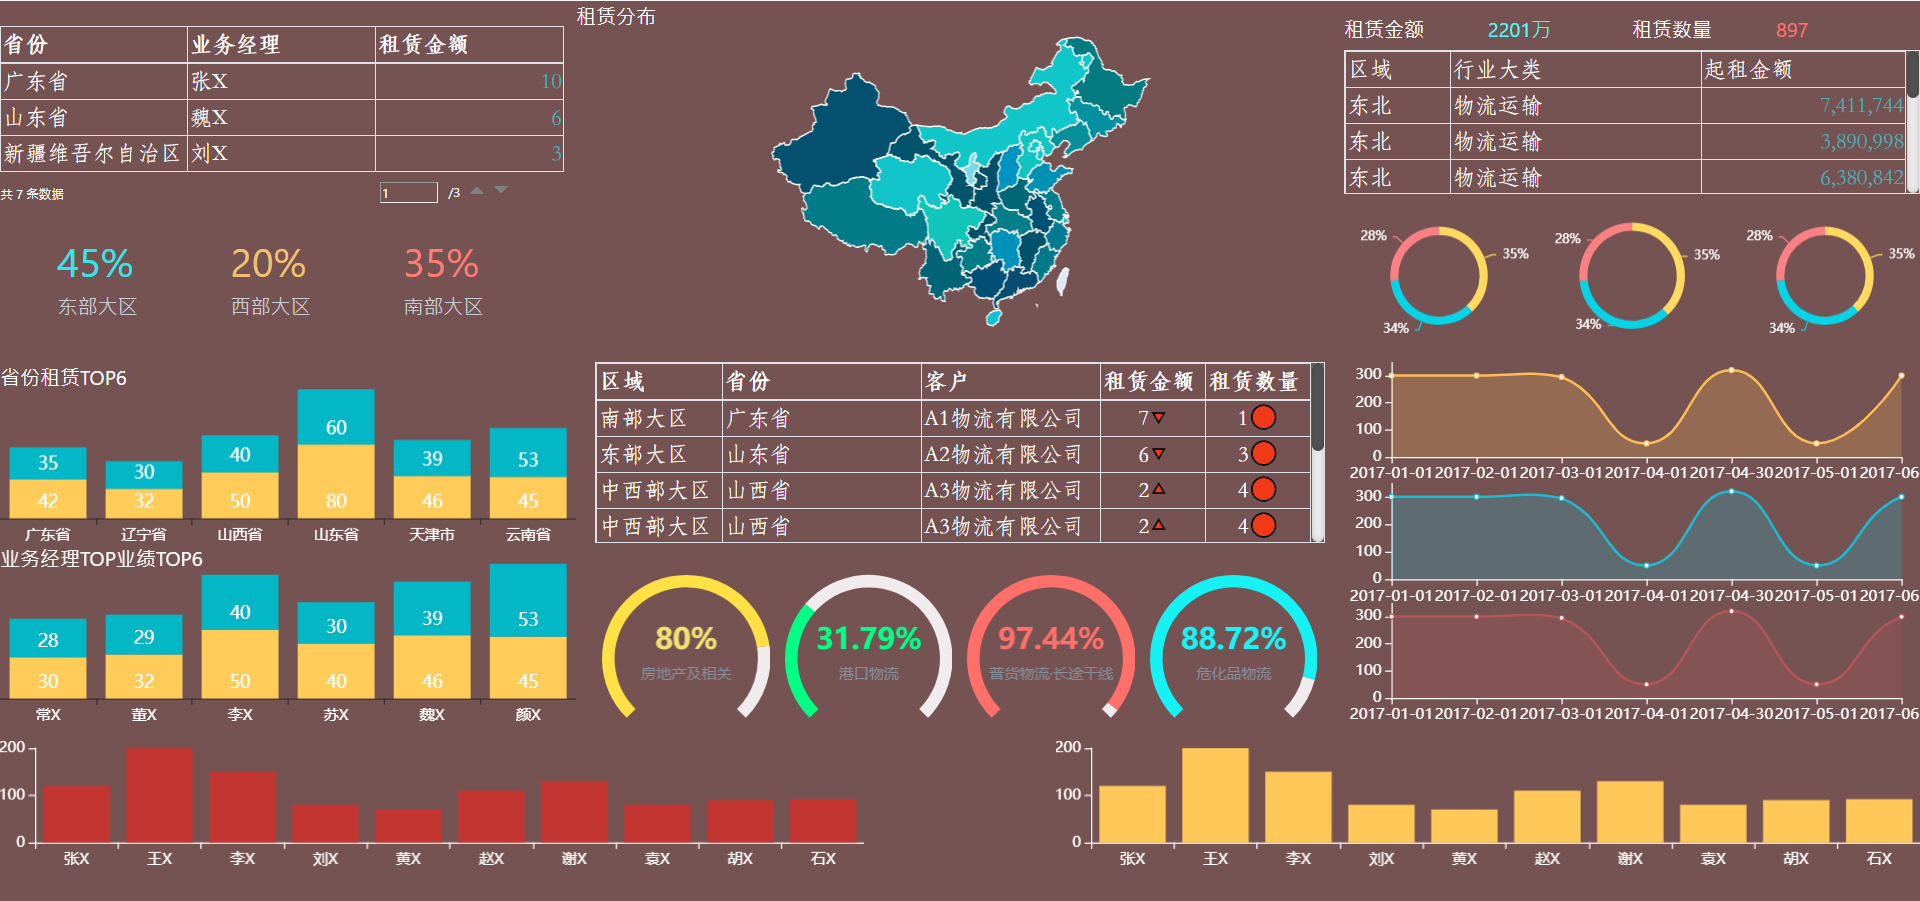 租赁分布
省份 业务经理 租赁金额
广东省 张X 10
山东省 魏X 6
新疆维吾尔自治区 刘X 3
共 7 条数据 1 /3
45% 20% 35%
东部大区 西部大区 南部大区
租赁金额 2201万 租赁数量 897
区域 行业大类 起租金额
东北 物流运输 7,411,744
东北 物流运输 3,890,998
东北 物流运输 6,380,842
28% 35% 34%
28% 35% 34%
28% 35% 34%
省份租赁TOP6
35 30 40 60 39 53
42 32 50 80 46 45
广东省 辽宁省 山西省 山东省 天津市 云南省
业务经理TOP业绩TOP6
28 29 40 30 39 53
30 32 50 40 46 45
常X 董X 李X 苏X 魏X 颜X
区域 省份 客户 租赁金额 租赁数量
南部大区 广东省 A1物流有限公司 7 1
东部大区 山东省 A2物流有限公司 6 3
中西部大区 山西省 A3物流有限公司 2 4
中西部大区 山西省 A3物流有限公司 2 4
80% 31.79% 97.44% 88.72%
房地产及相关 港口物流 普货物流-长途干线 危化品物流
300
200
100
0
2017-01-01 2017-02-01 2017-03-01 2017-04-01 2017-04-30 2017-05-01 2017-06
300
200
100
0
2017-01-01 2017-02-01 2017-03-01 2017-04-01 2017-04-30 2017-05-01 2017-06
300
200
100
0
2017-01-01 2017-02-01 2017-03-01 2017-04-01 2017-04-30 2017-05-01 2017-06
200
100
0
张X 王X 李X 刘X 黄X 赵X 谢X 袁X 胡X 石X
200
100
0
张X 王X 李X 刘X 黄X 赵X 谢X 袁X 胡X 石X